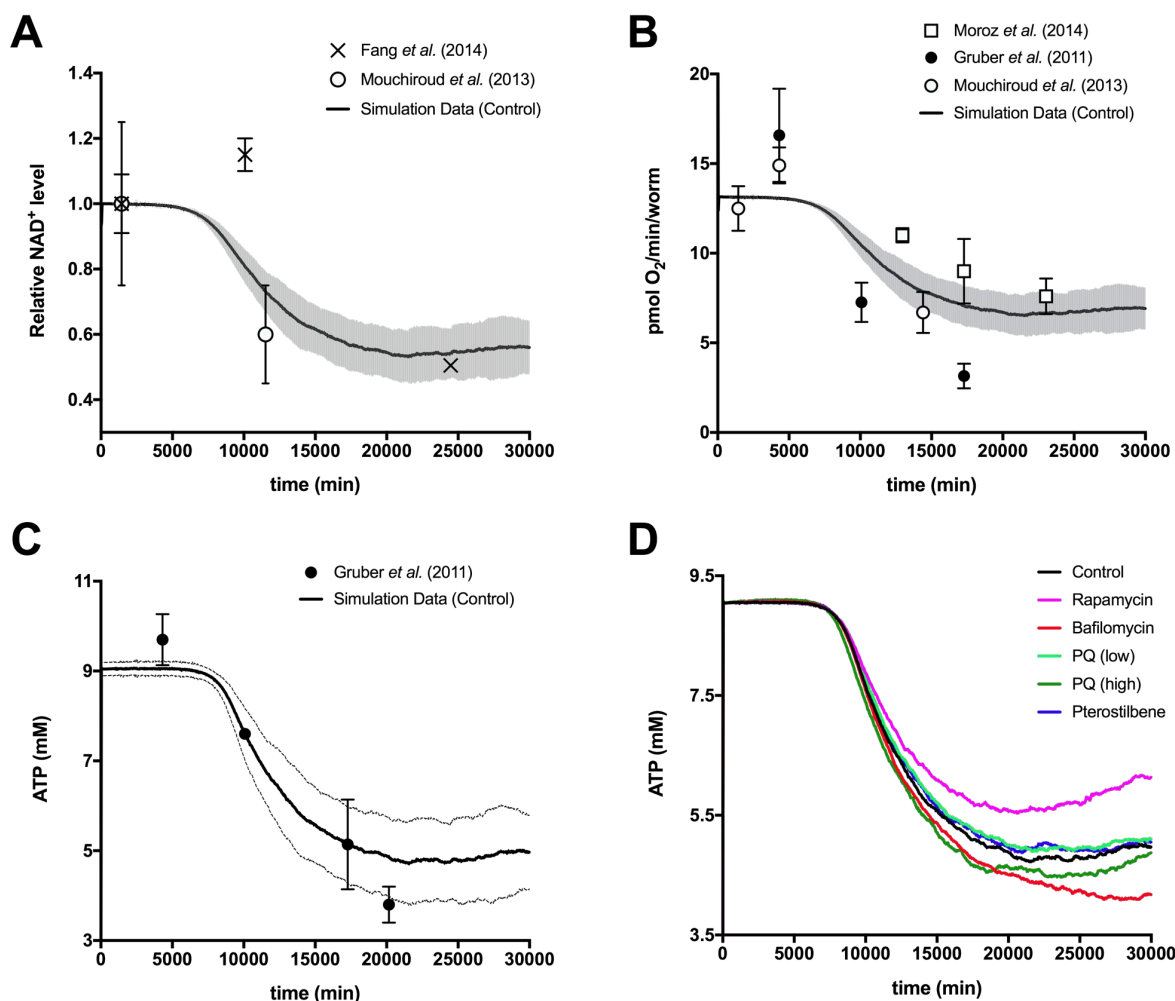 A
Fang et al. (2014)
Mouchiroud et al. (2013)
Simulation Data (Control)
1.4
1.2
1.0
0.8
0.6
0.4
Relative NAD⁺ level
0 5000 10000 15000 20000 25000 30000
time (min)
B
Moroz et al. (2014)
Gruber et al. (2011)
Mouchiroud et al. (2013)
Simulation Data (Control)
20
15
10
5
0
pmol O₂/min/worm
0 5000 10000 15000 20000 25000 30000
time (min)
C
Gruber et al. (2011)
Simulation Data (Control)
11
9
7
5
3
ATP (mM)
0 5000 10000 15000 20000 25000 30000
time (min)
D
Control
Rapamycin
Bafilomycin
PQ (low)
PQ (high)
Pterostilbene
9.5
7.5
5.5
3.5
ATP (mM)
0 5000 10000 15000 20000 25000 30000
time (min)